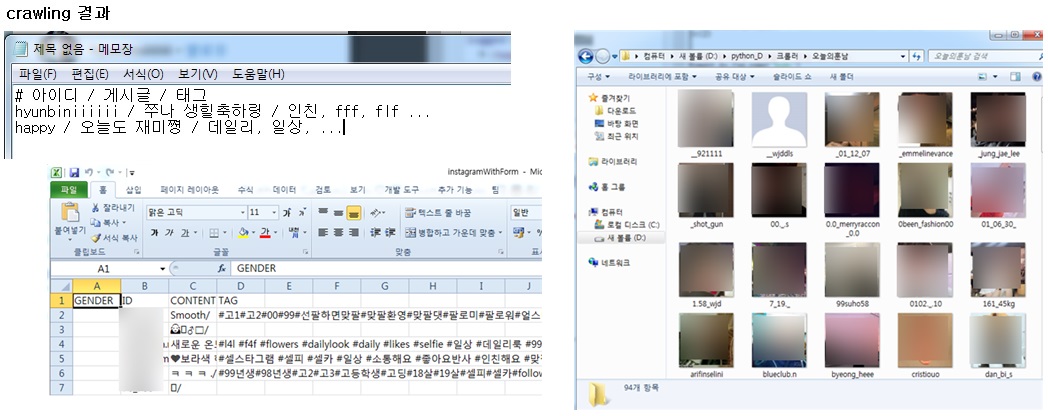 crawling 결과
제목 없음 - 메모장
파일(F) 편집(E) 서식(O) 보기(V) 도움말(H)
# 아이디 / 게시글 / 태그
hyunbiniiiiiii / 쭈나 생힐축하링 / 인친, fff, flf ...
happy / 오늘도 재미쪙 / 데일리, 일상, ...
instagramWithForm - Mic
파일 홈 삽입 페이지 레이아웃 수식 데이터 검토 보기 개발 도구 추가 기능 팀
붙여넣기
잘라내기
복사
서식 복사
클립보드
맑은 고딕 11
가 가 가
글꼴
텍스트 줄 바꿈
병합하고 가운데 맞춤
맞춤
일반
A1 fx GENDER
A B C D E F G H I J
1 GENDER ID CONTENT TAG
2 Smooth/ #고1#고2#00#99#선팔하면맞팔#맞팔환영#맞팔댓#팔로미#팔로워#얼스
3
4 새로운 온 #l4l #f4f #flowers #dailylook #daily #likes #selfie #일상 #데일리룩 #99
5 ♥보라색 #셀스타그램 #셀피 #셀카 #일상 #소통해요 #좋아요반사 #인친해요 #맞
6 ㅋ ㅋ ㅋ #99년생#98년생#고2#고3#고등학생#고딩#18살#19살#셀피#셀카#follow
7
컴퓨터 새 볼륨 (D:) python_D 크롤러 오늘의훈남
오늘의훈남 검색
구성 라이브러리에 포함 공유 대상 슬라이드 쇼 새 폴더
즐겨찾기
다운로드
바탕 화면
최근 위치
라이브러리
홈 그룹
컴퓨터
로컬 디스크 (C:)
새 볼륨 (D:)
네트워크
__921111 __wjddls _01_12_07 _emmelinevance _jung_jae_lee
_shot_gun 00._.s 0.0_merryraccon_0.0 0been_fashion00 01_06_30_
1.58_wjd _7_19._ 99suho58 0102._.10 161_45kg
arifinselini blueclub.n byeong_heee cristiouo dan_bi_s
94개 항목